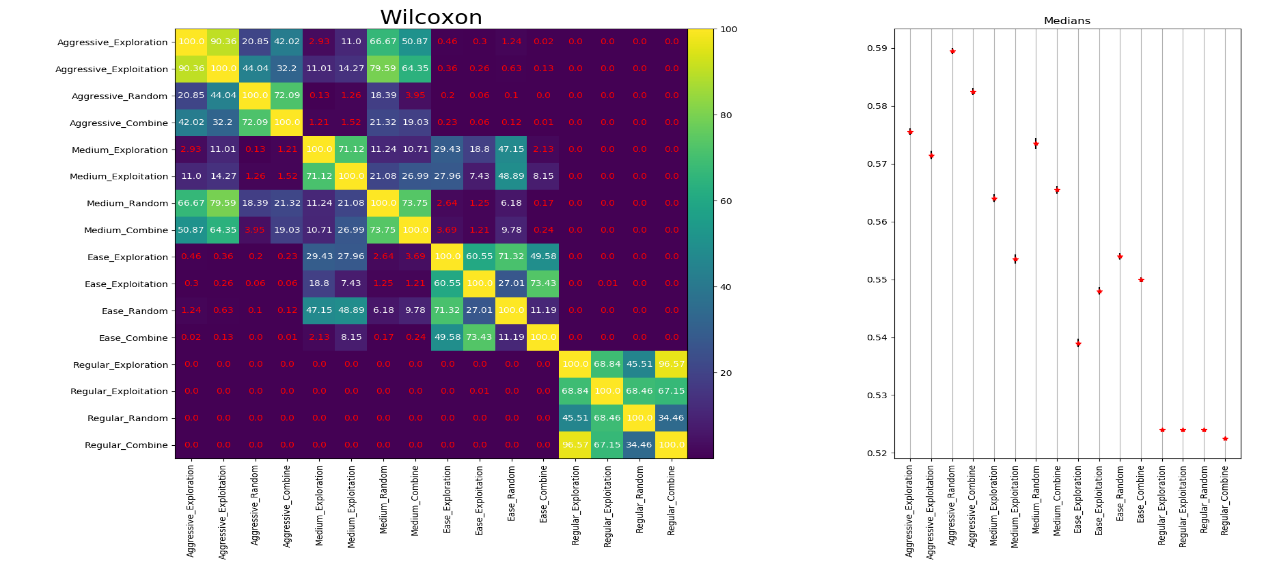 Wilcoxon
Aggressive_Exploration 100.0 90.36 20.85 42.02 2.93 11.0 66.67 50.87 0.46 0.3 1.24 0.02 0.0 0.0 0.0 0.0
Aggressive_Exploitation 90.36 100.0 44.04 32.2 11.01 14.27 79.59 64.35 0.36 0.26 0.63 0.13 0.0 0.0 0.0 0.0
Aggressive_Random 20.85 44.04 100.0 72.09 0.13 1.26 18.39 3.95 0.2 0.06 0.1 0.0 0.0 0.0 0.0 0.0
Aggressive_Combine 42.02 32.2 72.09 100.0 1.21 1.52 21.32 19.03 0.23 0.06 0.12 0.01 0.0 0.0 0.0 0.0
Medium_Exploration 2.93 11.01 0.13 1.21 100.0 71.12 11.24 10.71 29.43 18.8 47.15 2.13 0.0 0.0 0.0 0.0
Medium_Exploitation 11.0 14.27 1.26 1.52 71.12 100.0 21.08 26.99 27.96 7.43 48.89 8.15 0.0 0.0 0.0 0.0
Medium_Random 66.67 79.59 18.39 21.32 11.24 21.08 100.0 73.75 2.64 1.25 6.18 0.17 0.0 0.0 0.0 0.0
Medium_Combine 50.87 64.35 3.95 19.03 10.71 26.99 73.75 100.0 3.69 1.21 9.78 0.24 0.0 0.0 0.0 0.0
Ease_Exploration 0.46 0.36 0.2 0.23 29.43 27.96 2.64 3.69 100.0 60.55 71.32 49.58 0.0 0.0 0.0 0.0
Ease_Exploitation 0.3 0.26 0.06 0.06 18.8 7.43 1.25 1.21 60.55 100.0 27.01 73.43 0.0 0.01 0.0 0.0
Ease_Random 1.24 0.63 0.1 0.12 47.15 48.89 6.18 9.78 71.32 27.01 100.0 11.19 0.0 0.0 0.0 0.0
Ease_Combine 0.02 0.13 0.0 0.01 2.13 8.15 0.17 0.24 49.58 73.43 11.19 100.0 0.0 0.0 0.0 0.0
Regular_Exploration 0.0 0.0 0.0 0.0 0.0 0.0 0.0 0.0 0.0 0.0 0.0 0.0 100.0 68.84 45.51 96.57
Regular_Exploitation 0.0 0.0 0.0 0.0 0.0 0.0 0.0 0.0 0.0 0.01 0.0 0.0 68.84 100.0 68.46 67.15
Regular_Random 0.0 0.0 0.0 0.0 0.0 0.0 0.0 0.0 0.0 0.0 0.0 0.0 45.51 68.46 100.0 34.46
Regular_Combine 0.0 0.0 0.0 0.0 0.0 0.0 0.0 0.0 0.0 0.0 0.0 0.0 96.57 67.15 34.46 100.0
Aggressive_Exploration
Aggressive_Exploitation
Aggressive_Random
Aggressive_Combine
Medium_Exploration
Medium_Exploitation
Medium_Random
Medium_Combine
Ease_Exploration
Ease_Exploitation
Ease_Random
Ease_Combine
Regular_Exploration
Regular_Exploitation
Regular_Random
Regular_Combine
100
80
60
40
20
Medians
0.59
0.58
0.57
0.56
0.55
0.54
0.53
0.52
Aggressive_Exploration
Aggressive_Exploitation
Aggressive_Random
Aggressive_Combine
Medium_Exploration
Medium_Exploitation
Medium_Random
Medium_Combine
Ease_Exploration
Ease_Exploitation
Ease_Random
Ease_Combine
Regular_Exploration
Regular_Exploitation
Regular_Random
Regular_Combine